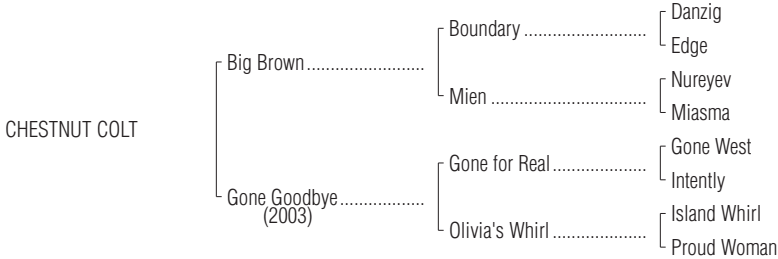 Danzig
Boundary ..........................
Edge
Big Brown.........................
Nureyev
Mien .................................
Miasma
CHESTNUT COLT
Gone West
Gone for Real....................
Intently
Gone Goodbye..................
(2003)
Island Whirl
Olivia's Whirl ....................
Proud Woman